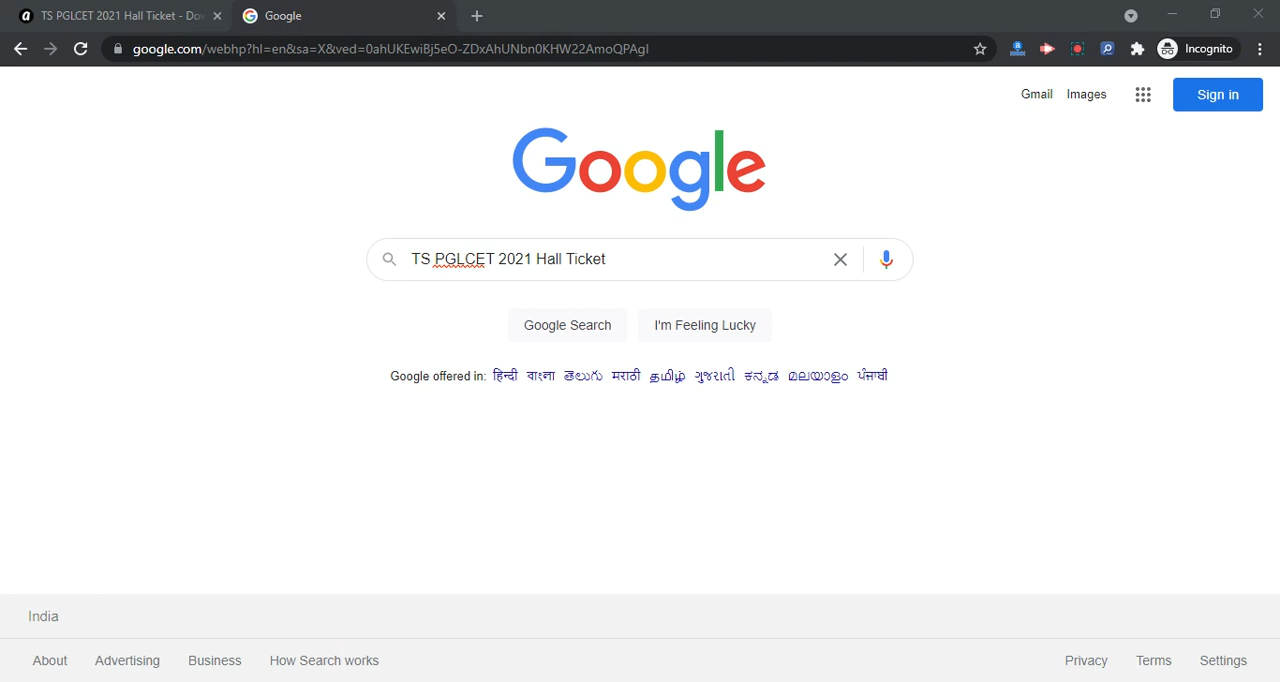 TS PGLCET 2021 Hall Ticket - Dow
Google
google.com/webhp?hl=en&sa=X&ved=0ahUKEwiBj5eO-ZDxAhUNbn0KHW22AmoQPAgI
Incognito
Gmail Images Sign in
Google
TS PGLCET 2021 Hall Ticket
Google Search I'm Feeling Lucky
Google offered in: हिन्दी বাংলা తెలుగు मराठी தமிழ் ગુજરાતી ಕನ್ನಡ മലയാളം ਪੰਜਾਬੀ
India
About Advertising Business How Search works Privacy Terms Settings